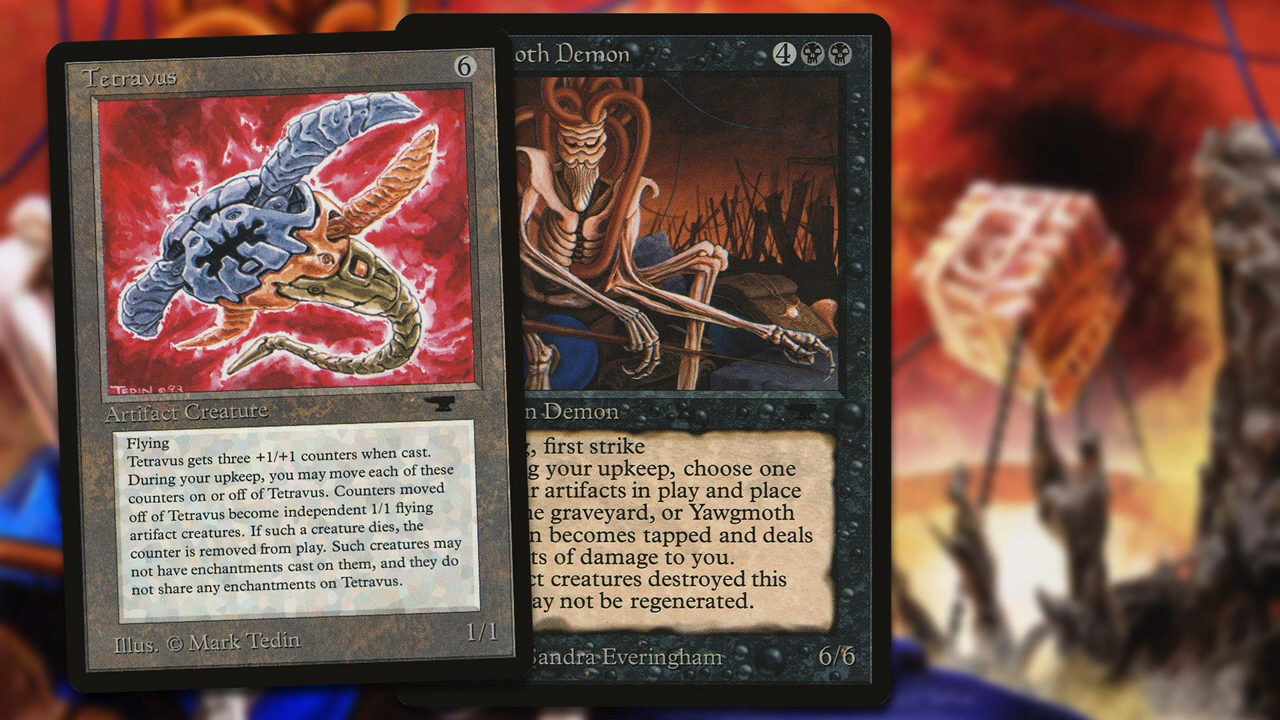 Tetravus
6
TEDIN © 93
Artifact Creature
Flying
Tetravus gets three +1/+1 counters when cast.
During your upkeep, you may move each of these
counters on or off of Tetravus. Counters moved
off of Tetravus become independent 1/1 flying
artifact creatures. If such a creature dies, the
counter is removed from play. Such creatures may
not have enchantments cast on them, and they do
not share any enchantments on Tetravus.
Illus. © Mark Tedin
1/1
oth Demon
4
n Demon
g, first strike
g your upkeep, choose one
r artifacts in play and place
ne graveyard, or Yawgmoth
n becomes tapped and deals
ts of damage to you.
ct creatures destroyed this
ay not be regenerated.
Sandra Everingham
6/6